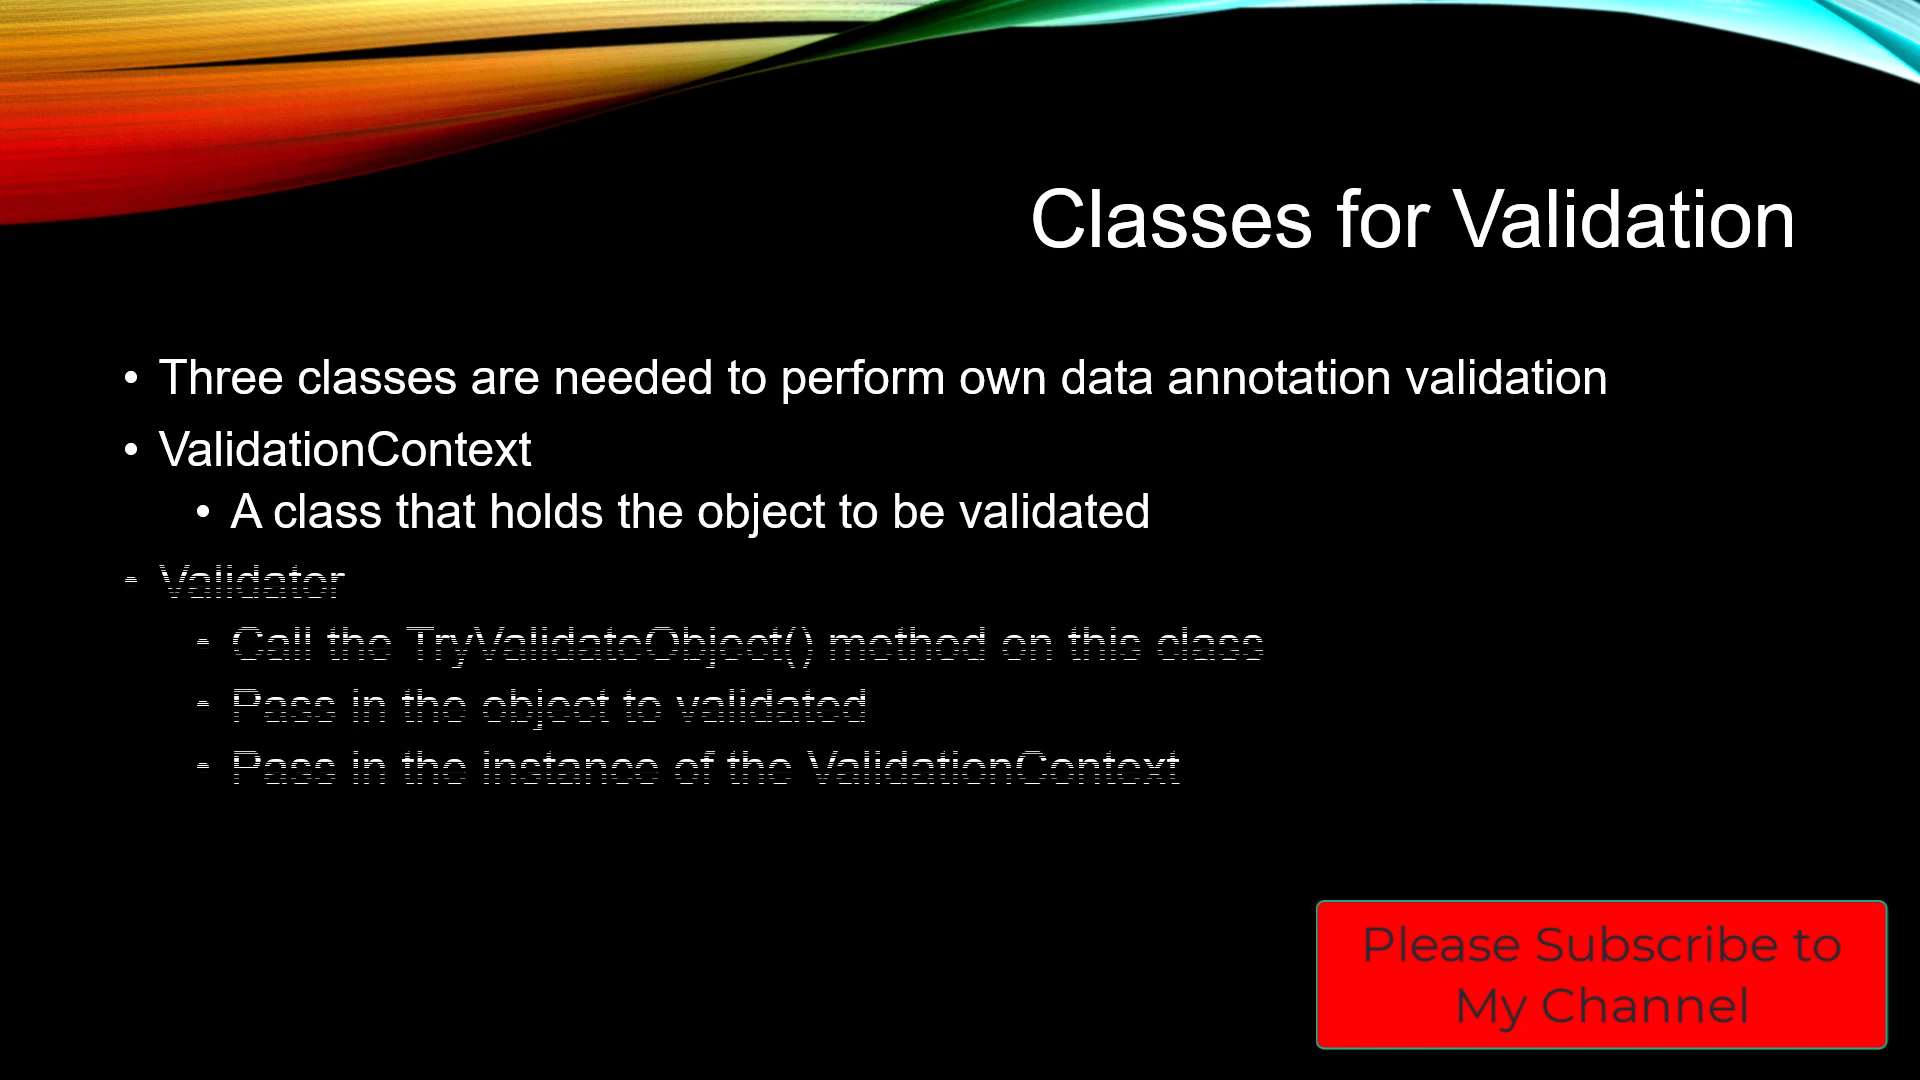 Classes for Validation
• Three classes are needed to perform own data annotation validation
• ValidationContext
• A class that holds the object to be validated
• Validator
• Call the TryValidateObject() method on this class
• Pass in the object to validated
• Pass in the instance of the ValidationContext
Please Subscribe to
My Channel